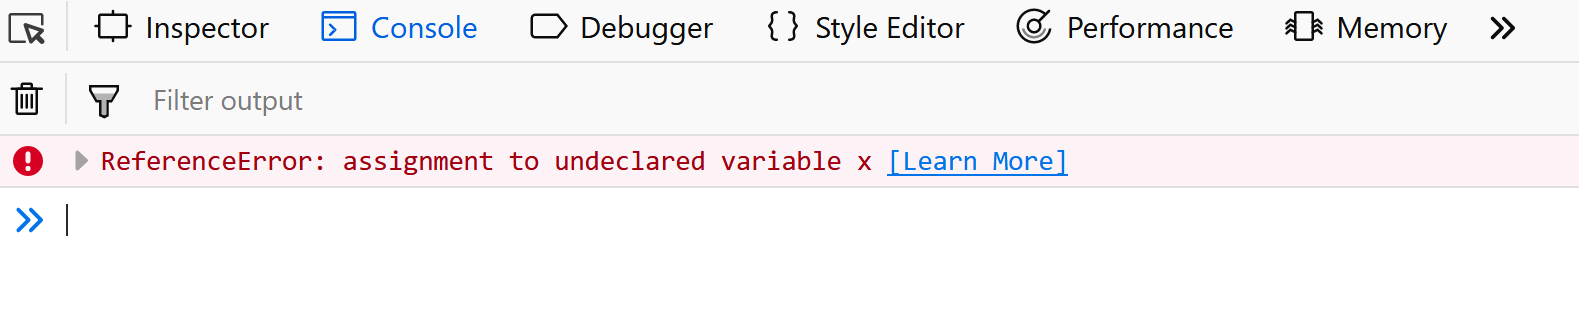 Inspector Console Debugger { } Style Editor Performance Memory
Filter output
ReferenceError: assignment to undeclared variable x [Learn More]